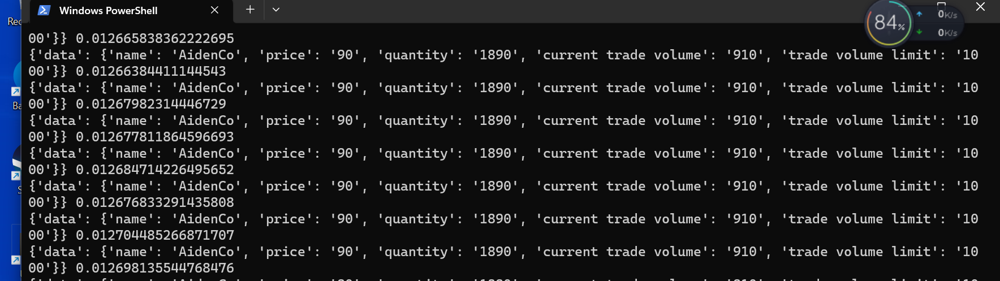 Windows PowerShell
Rec
84%
0K/s
0K/s
00'}} 0.012665838362222695
{'data': {'name': 'AidenCo', 'price': '90', 'quantity': '1890', 'current trade volume': '910', 'trade volume limit': '10
00'}} 0.01266384411144543
{'data': {'name': 'AidenCo', 'price': '90', 'quantity': '1890', 'current trade volume': '910', 'trade volume limit': '10
00'}} 0.01267982314446729
Ba
{'data': {'name': 'AidenCo', 'price': '90', 'quantity': '1890', 'current trade volume': '910', 'trade volume limit': '10
00'}} 0.012677811864596693
{'data': {'name': 'AidenCo', 'price': '90', 'quantity': '1890', 'current trade volume': '910', 'trade volume limit': '10
00'}} 0.012684714226495652
{'data': {'name': 'AidenCo', 'price': '90', 'quantity': '1890', 'current trade volume': '910', 'trade volume limit': '10
S
00'}} 0.012676833291435808
{'data': {'name': 'AidenCo', 'price': '90', 'quantity': '1890', 'current trade volume': '910', 'trade volume limit': '10
00'}} 0.012704485266871707
{'data': {'name': 'AidenCo', 'price': '90', 'quantity': '1890', 'current trade volume': '910', 'trade volume limit': '10
00'}} 0.012698135544768476